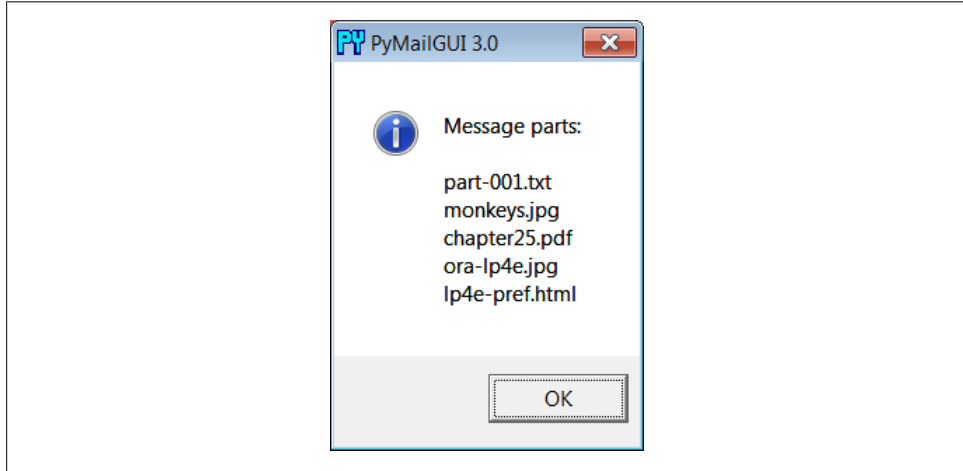 PY PyMailGUI 3.0
Message parts:
part-001.txt
monkeys.jpg
chapter25.pdf
ora-lp4e.jpg
lp4e-pref.html
OK